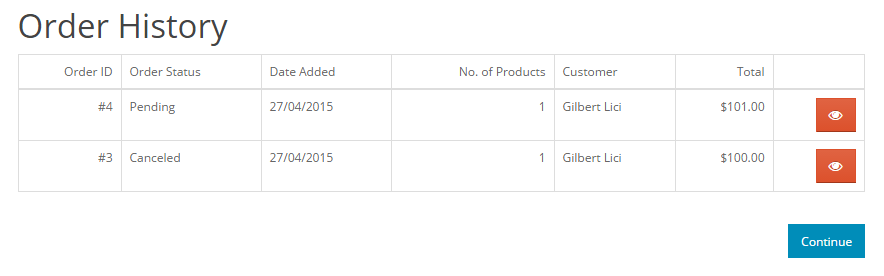 Order History
Order ID Order Status Date Added No. of Products Customer Total
#4 Pending 27/04/2015 1 Gilbert Lici $101.00
#3 Canceled 27/04/2015 1 Gilbert Lici $100.00
Continue